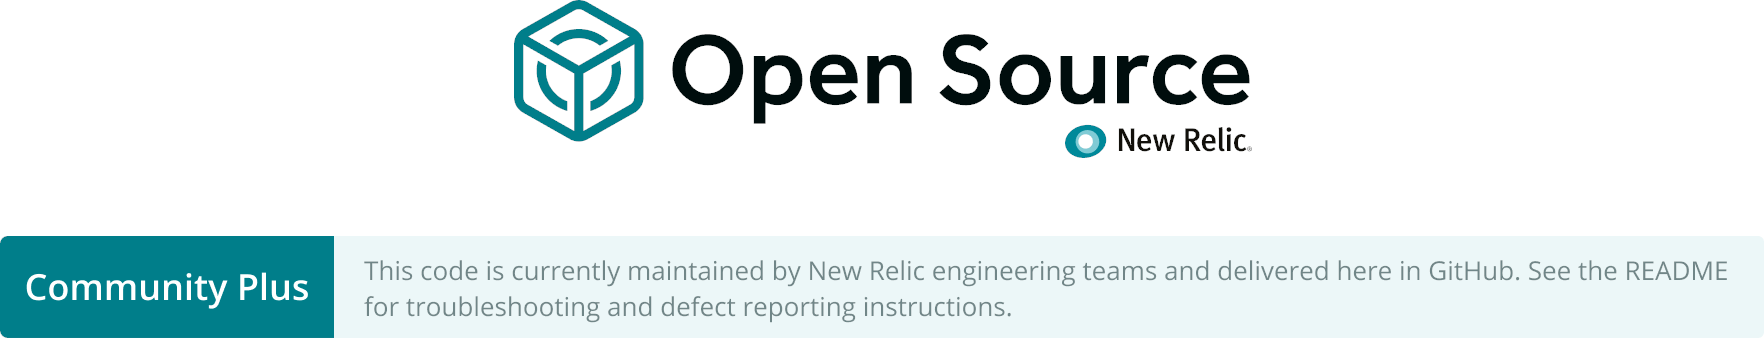 Open Source
New Relic®
Community Plus
This code is currently maintained by New Relic engineering teams and delivered here in GitHub. See the README
for troubleshooting and defect reporting instructions.